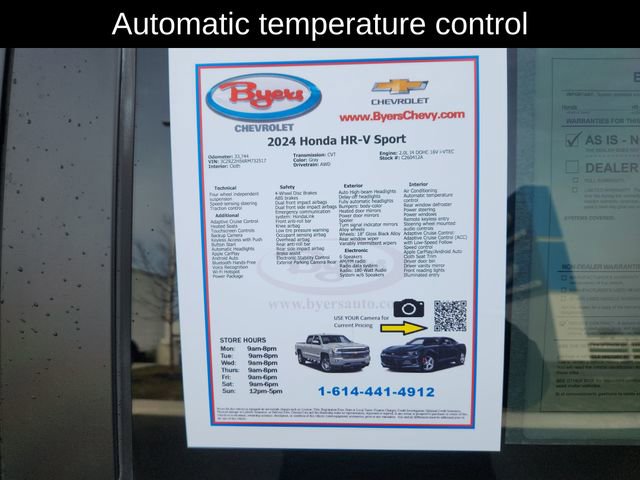 Automatic temperature control
Byers
CHEVROLET
CHEVROLET
www.ByersChevy.com
2024 Honda HR-V Sport
Odometer: 33,744
Interior: Cloth
Transmission: CVT
Color: Gray
Drivetrain: AWD
Engine: 2.0L I4 DOHC 16V i-VTEC
Stock #: C260412A
Technical
Four wheel independent
suspension
Speed-sensing steering
Traction control
Additional
Adaptive Cruise Control
Heated Seats
Touchscreen Controls
Backup Camera
Keyless Access with Push
Button Start
Automatic Headlights
Apple CarPlay
Android Auto
Bluetooth Hands-Free
Voice Recognition
Wi-Fi Hotspot
Power Package
Safety
4-Wheel Disc Brakes
ABS brakes
Dual front impact airbags
Dual front side impact airbags
Emergency communication
system: HondaLink
Front anti-roll bar
Knee airbag
Low tire pressure warning
Occupant sensing airbag
Overhead airbag
Rear anti-roll bar
Rear side impact airbag
Brake assist
Electronic Stability Control
Exterior Parking Camera Rear
Exterior
Auto High-beam Headlights
Delay-off headlights
Fully automatic headlights
Bumpers: body-color
Heated door mirrors
Power door mirrors
Spoiler
Turn signal indicator mirrors
Alloy wheels
Wheels: 18" Gloss Black Alloy
Rear window wiper
Variably intermittent wipers
Electronic
6 Speakers
AM/FM radio
Radio data system
Radio: 180-Watt Audio
System w/6 Speakers
Interior
Air Conditioning
Automatic temperature
control
Rear window defroster
Power steering
Power windows
Remote keyless entry
Steering wheel mounted
audio controls
Adaptive Cruise Control:
Adaptive Cruise Control (ACC)
with Low-Speed Follow
Speed control
Apple CarPlay/Android Auto
Cloth Seat Trim
Driver door bin
Driver vanity mirror
Front reading lights
Illuminated entry
www.byersauto.com
USE YOUR Camera for
Current Pricing
STORE HOURS
Mon: 9am-8pm
Tue: 9am-8pm
Wed: 9am-8pm
Thurs: 9am-8pm
Fri: 9am-6pm
Sat: 9am-6pm
Sun: 12pm-5pm
1-614-441-4912
Honda
WARRANTIES FOR THIS
AS IS - N
DEALER